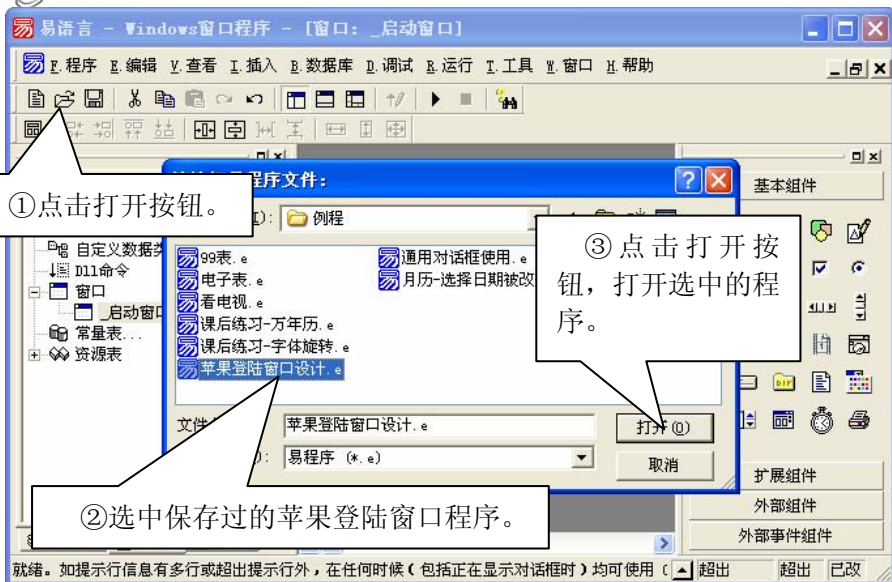 易语言 - Windows窗口程序 - [窗口: _启动窗口]
F.程序 E.编辑 V.查看 I.插入 B.数据库 D.调试 R.运行 T.工具 W.窗口 H.帮助
程序文件:
①点击打开按钮。
例程
基本组件
99表.e
电子表.e
看电视.e
课后练习-万年历.e
课后练习-字体旋转.e
苹果登陆窗口设计.e
通用对话框使用.e
月历-选择日期被改
③点击打开按
钮，打开选中的程
序。
自定义数据类
Dll命令
窗口
_启动窗口
常量表...
资源表
苹果登陆窗口设计.e
打开(O)
易程序 (*.e)
取消
②选中保存过的苹果登陆窗口程序。
扩展组件
外部组件
外部事件组件
就绪。如提示行信息有多行或超出提示行外，在任何时候(包括正在显示对话框时)均可使用 (
超出 超出 已改